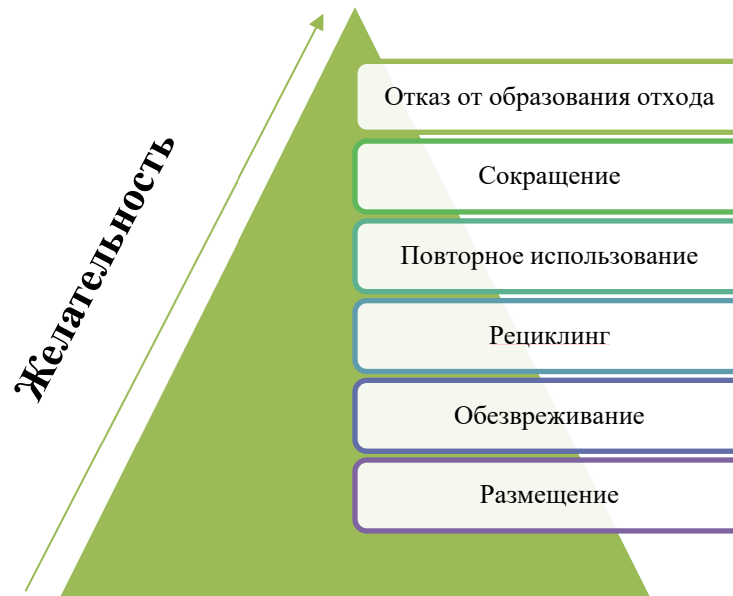 Желательность
Отказ от образования отхода
Сокращение
Повторное использование
Рециклинг
Обезвреживание
Размещение